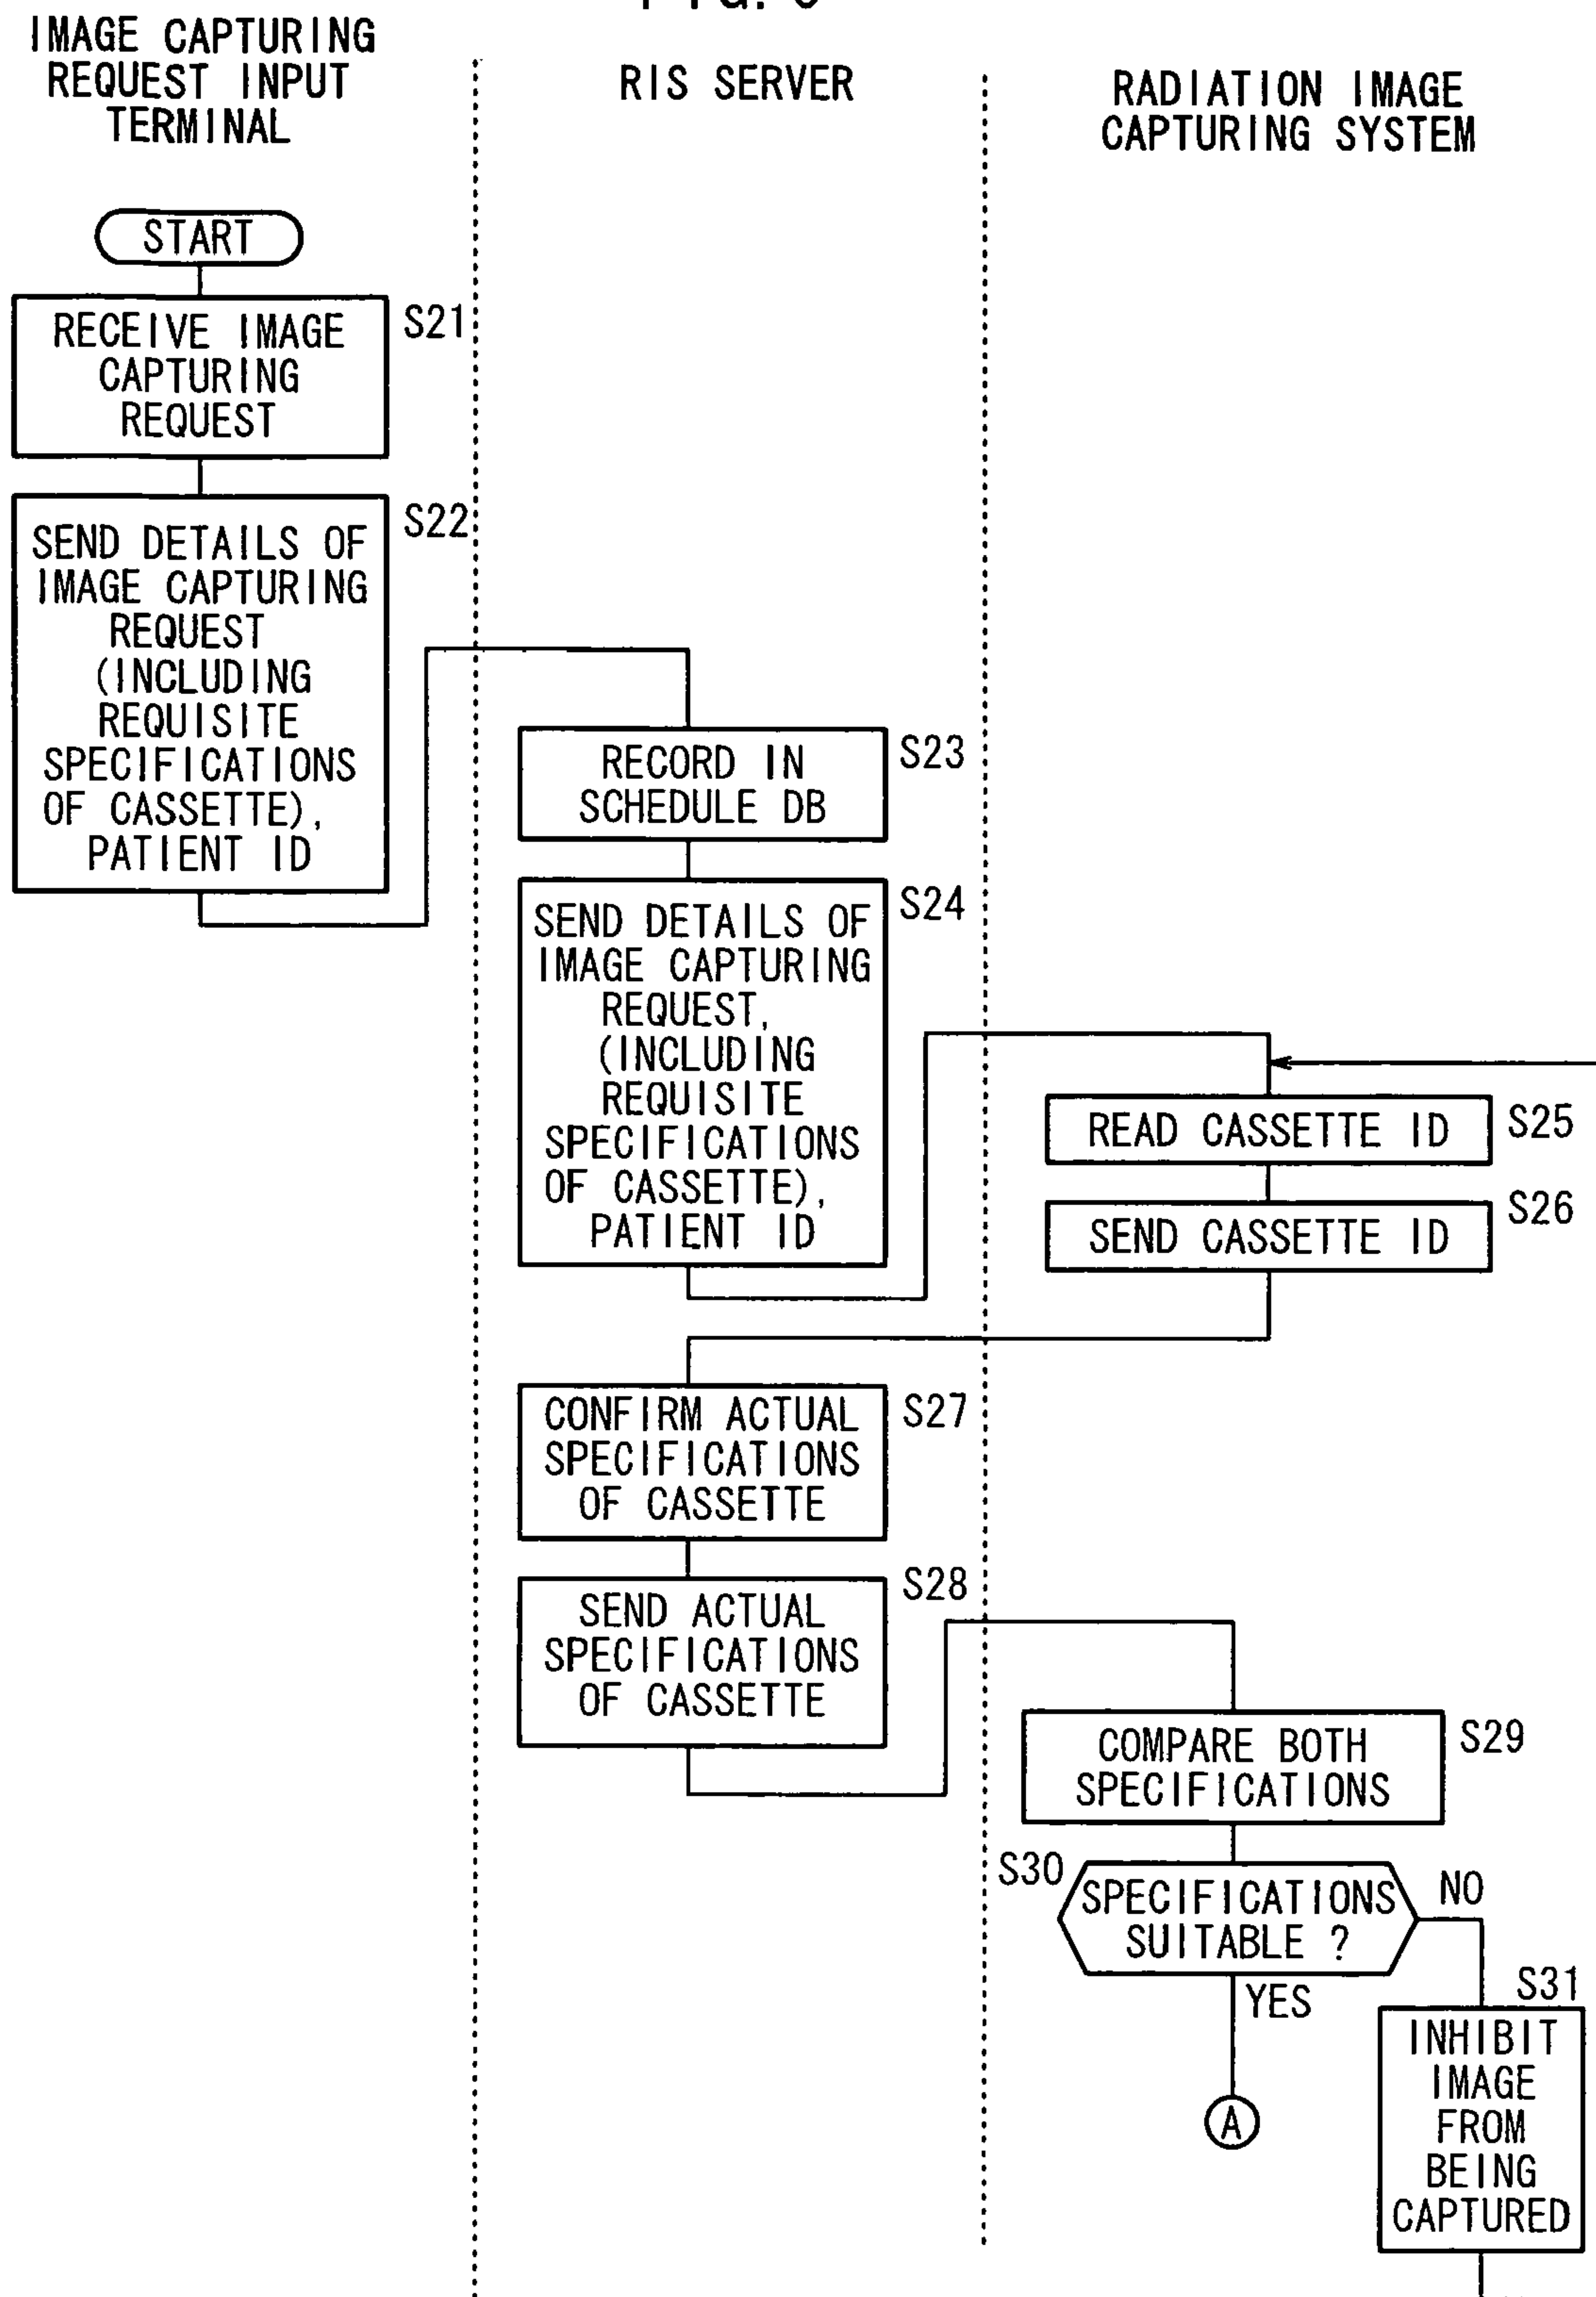 IMAGE CAPTURING
REQUEST INPUT
TERMINAL
RIS SERVER
RADIATION IMAGE
CAPTURING SYSTEM
START
S21
RECEIVE IMAGE
CAPTURING
REQUEST
S22
SEND DETAILS OF
IMAGE CAPTURING
REQUEST
(INCLUDING
REQUISITE
SPECIFICATIONS
OF CASSETTE),
PATIENT ID
S23
RECORD IN
SCHEDULE DB
S24
SEND DETAILS OF
IMAGE CAPTURING
REQUEST,
(INCLUDING
REQUISITE
SPECIFICATIONS
OF CASSETTE),
PATIENT ID
READ CASSETTE ID
S25
SEND CASSETTE ID
S26
CONFIRM ACTUAL
SPECIFICATIONS
OF CASSETTE
S27
SEND ACTUAL
SPECIFICATIONS
OF CASSETTE
S28
COMPARE BOTH
SPECIFICATIONS
S29
S30
SPECIFICATIONS
SUITABLE ?
NO
YES
A
S31
INHIBIT
IMAGE
FROM
BEING
CAPTURED